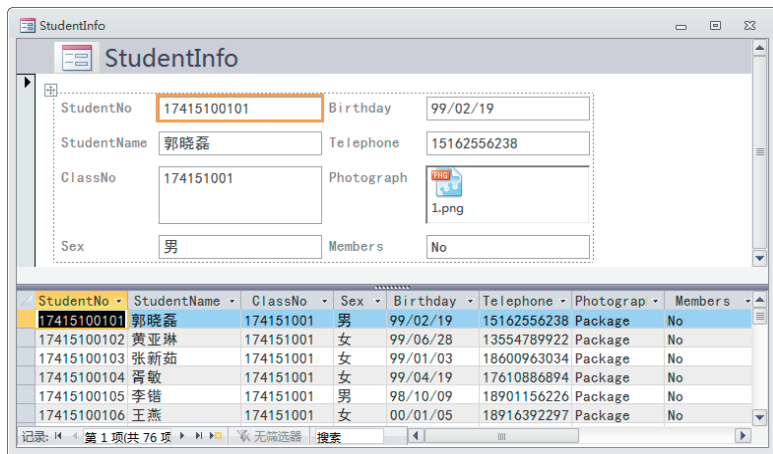 StudentInfo
StudentInfo
StudentNo 17415100101 Birthday 99/02/19
StudentName 郭晓磊 Telephone 15162556238
ClassNo 174151001 Photograph PNG
1.png
Sex 男 Members No
StudentNo StudentName ClassNo Sex Birthday Telephone Photograp Members
17415100101 郭晓磊 174151001 男 99/02/19 15162556238 Package No
17415100102 黄亚琳 174151001 女 99/06/28 13554789922 Package No
17415100103 张新茹 174151001 女 99/01/03 18600963034 Package No
17415100104 胥敏 174151001 女 99/04/19 17610886894 Package No
17415100105 李锴 174151001 男 98/10/09 18901156226 Package No
17415100106 王燕 174151001 女 00/01/05 18916392297 Package No
记录: 第 1 项(共 76 项 无筛选器 搜索